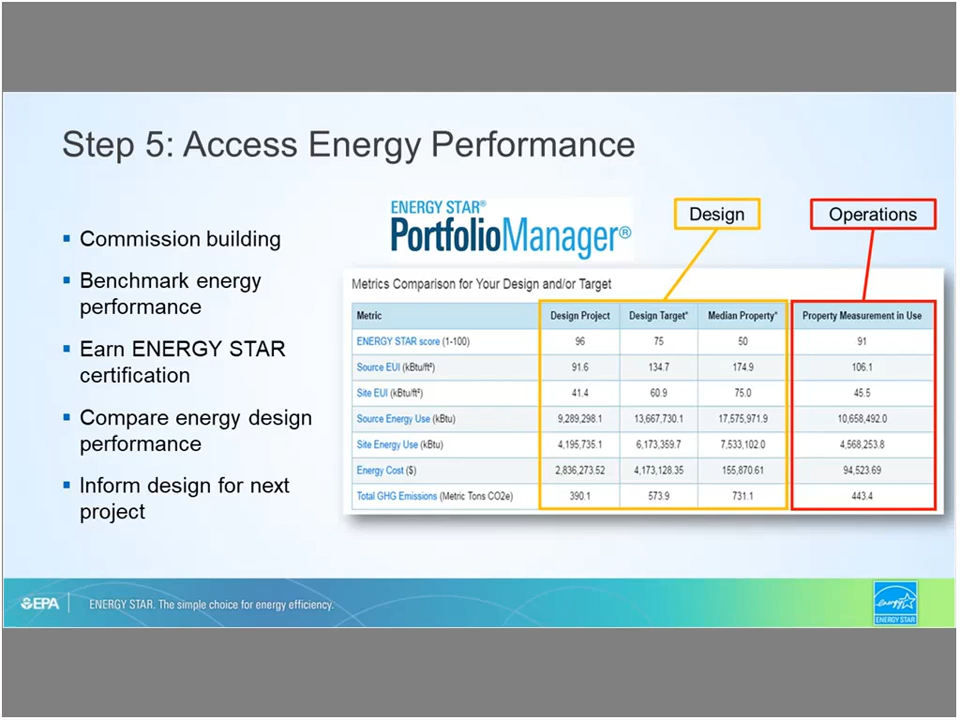 Step 5: Access Energy Performance
▪ Commission building
▪ Benchmark energy
performance
▪ Earn ENERGY STAR
certification
▪ Compare energy design
performance
▪ Inform design for next
project
ENERGY STAR®
PortfolioManager®
Design
Operations
Metrics Comparison for Your Design and/or Target
Metric Design Project Design Target* Median Property* Property Measurement in Use
ENERGY STAR score (1-100) 96 75 50 91
Source EUI (kBtu/ft²) 91.6 134.7 174.9 106.1
Site EUI (kBtu/ft²) 41.4 60.9 75.0 45.5
Source Energy Use (kBtu) 9,289,298.1 13,667,730.1 17,575,971.9 10,658,492.0
Site Energy Use (kBtu) 4,195,735.1 6,173,359.7 7,533,102.0 4,568,253.8
Energy Cost ($) 2,836,273.52 4,173,128.35 155,870.61 94,523.69
Total GHG Emissions (Metric Tons CO2e) 390.1 573.9 731.1 443.4
EPA ENERGY STAR. The simple choice for energy efficiency.
energy
ENERGY STAR